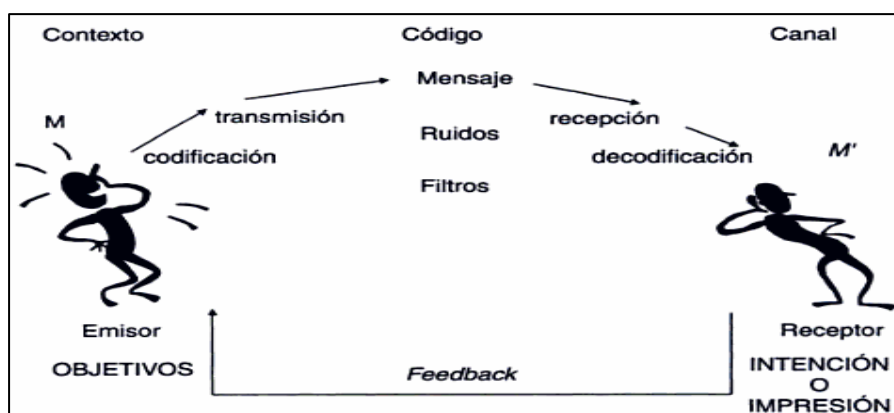 Contexto Código Canal
Mensaje
M transmisión Ruidos recepción
codificación decodificación M'
Filtros
Emisor Receptor
OBJETIVOS Feedback INTENCIÓN
O
IMPRESIÓN